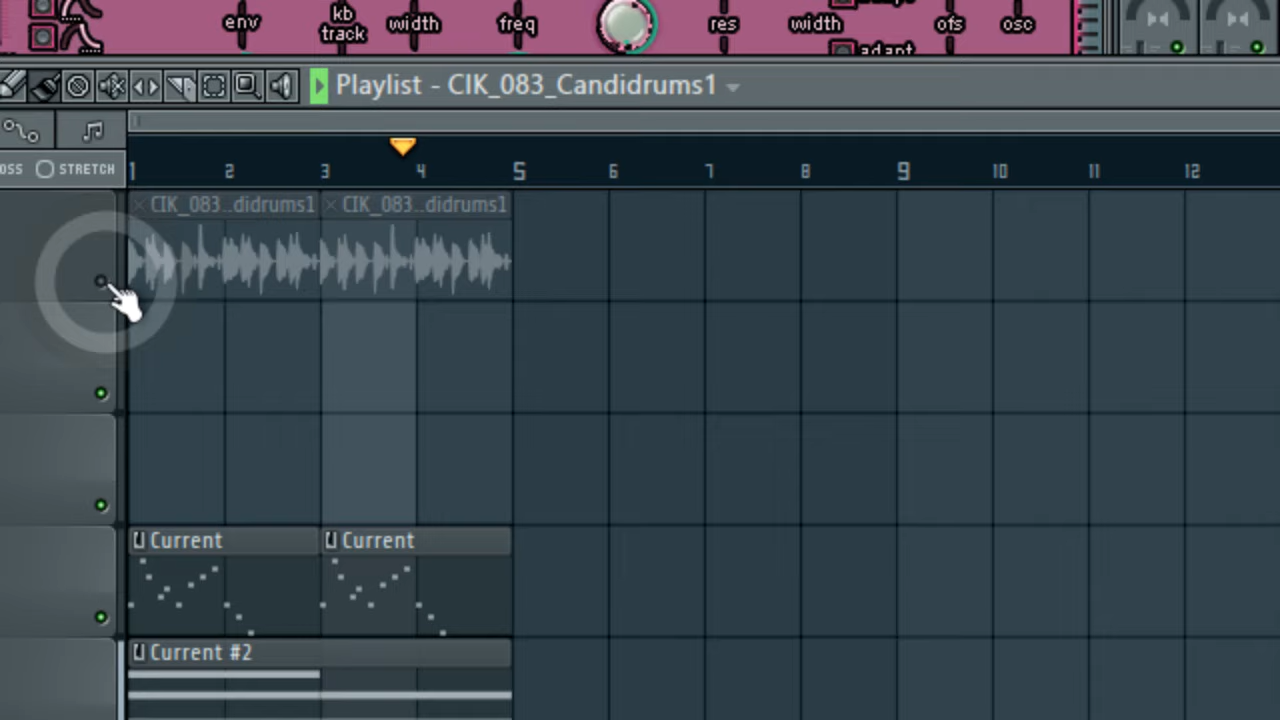 env
kb
track
width
freq
res
width
ofs
osc
adapt
Playlist - CIK_083_Candidrums1
OSS STRETCH
1 2 3 4 5 6 7 8 9 10 11 12
CIK_083..didrums1 CIK_083..didrums1
Current Current
Current #2